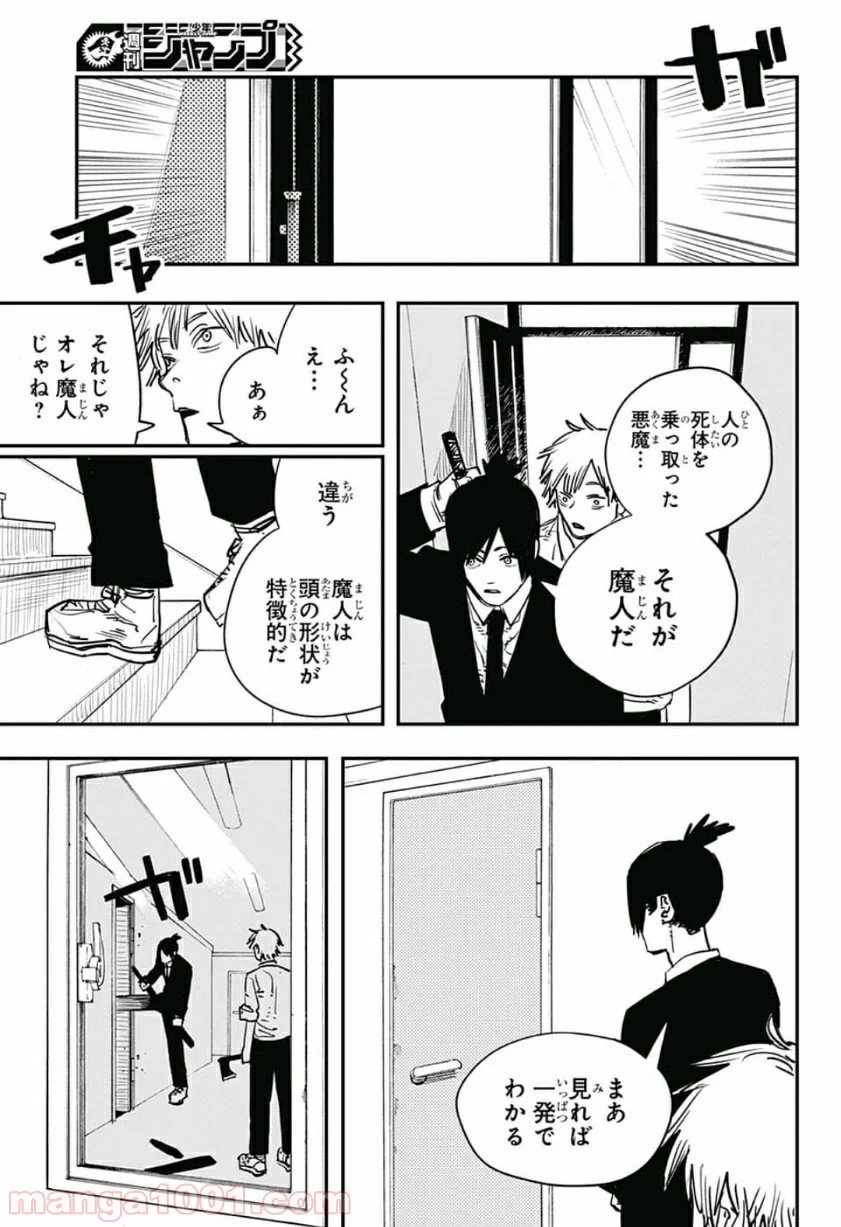 週刊
少年
ジャンプ
ガ
チャ
人の
死体を
乗っ取った
悪魔…
それが
魔人だ
ふ〜ん
え…
あぁ
それじゃ
オレ魔人
じゃね?
違う
魔人は
頭の形状が
特徴的だ
まあ
見れば
一発で
わかる
ガッ
manga1001.com